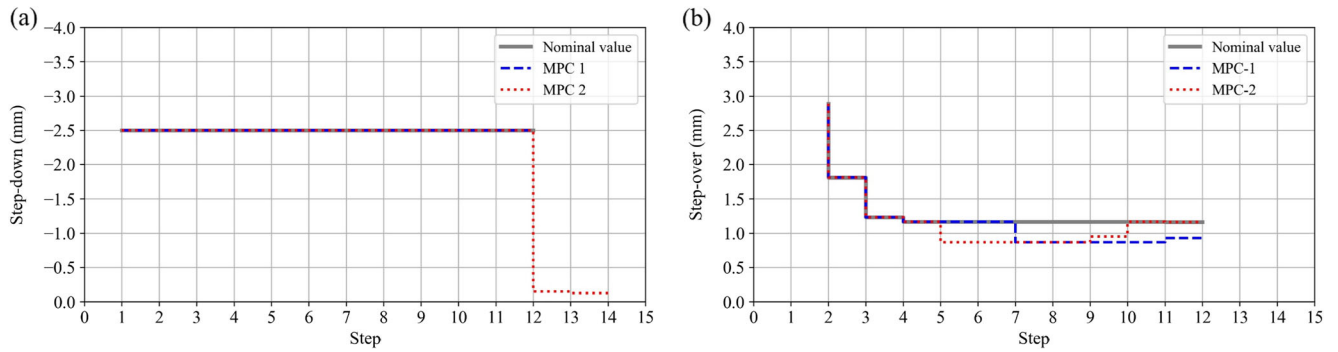 (a)
Step-down (mm)
−4.0
−3.5
−3.0
−2.5
−2.0
−1.5
−1.0
−0.5
0.0
0 1 2 3 4 5 6 7 8 9 10 11 12 13 14 15
Step
Nominal value
MPC 1
MPC 2
(b)
Step-over (mm)
4.0
3.5
3.0
2.5
2.0
1.5
1.0
0.5
0.0
0 1 2 3 4 5 6 7 8 9 10 11 12 13 14 15
Step
Nominal value
MPC-1
MPC-2